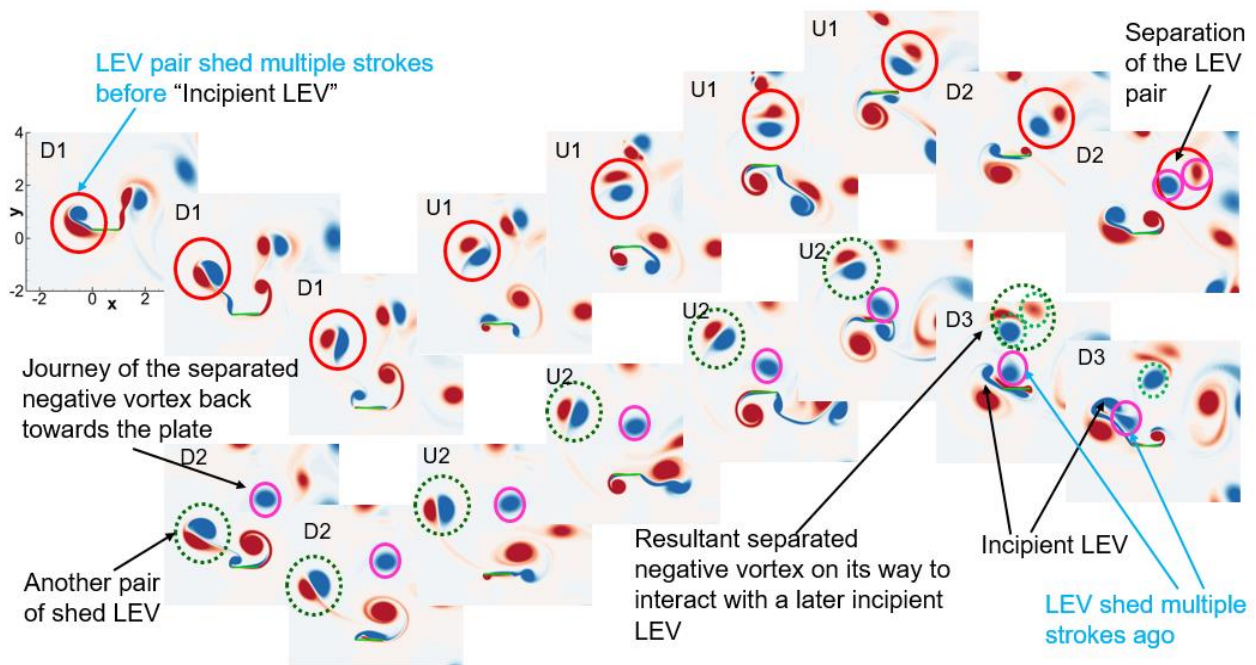 LEV pair shed multiple strokes
before “Incipient LEV”
Separation
of the LEV
pair
D1
D1
D1
U1
U1
U1
U1
D2
D2
4
2
0
-2
y
-2
0
x
2
Journey of the separated
negative vortex back
towards the plate
D2
D2
U2
U2
U2
U2
D3
D3
Another pair
of shed LEV
Resultant separated
negative vortex on its way to
interact with a later incipient
LEV
Incipient LEV
LEV shed multiple
strokes ago